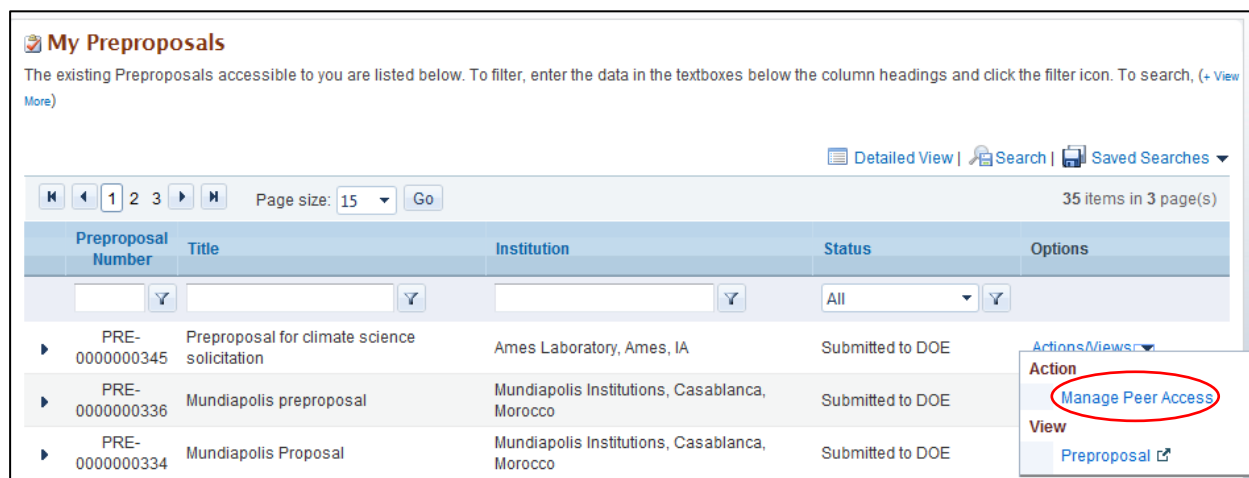 My Preproposals
The existing Preproposals accessible to you are listed below. To filter, enter the data in the textboxes below the column headings and click the filter icon. To search, (+ View
More)
Detailed View | Search | Saved Searches
1 2 3 Page size: 15 Go 35 items in 3 page(s)
Preproposal Number Title Institution Status Options
All
PRE-0000000345 Preproposal for climate science solicitation Ames Laboratory, Ames, IA Submitted to DOE Actions/Views
PRE-0000000336 Mundiapolis preproposal Mundiapolis Institutions, Casablanca, Morocco Submitted to DOE
PRE-0000000334 Mundiapolis Proposal Mundiapolis Institutions, Casablanca, Morocco Submitted to DOE
Action
Manage Peer Access
View
Preproposal